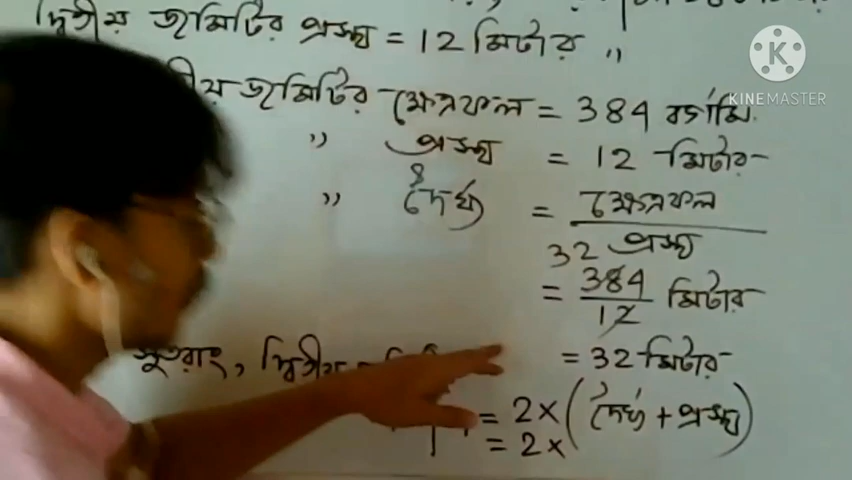 দ্বিতীয় জমিটির প্রস্থ = 12 মিটার "
জমিটির ক্ষেত্রফল = 384 বর্গমি.
" প্রস্থ = 12 মিটার
" দৈর্ঘ্য = ক্ষেত্রফল
প্রস্থ
32
= 384
12 মিটার
সুতরাং, দ্বিতীয় = 32 মিটার
= 2 × (দৈর্ঘ্য + প্রস্থ)
= 2 ×
K
KINEMASTER